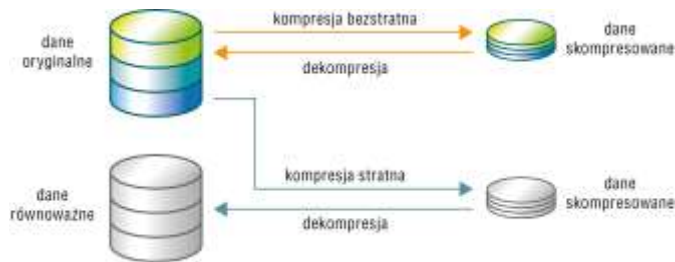 kompresja bezstratna
dane
oryginalne
dane
skompresowane
dekompresja
kompresja stratna
dane
równoważne
dane
skompresowane
dekompresja